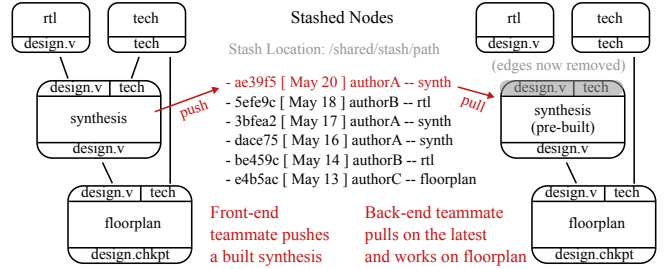 rtl
design.v
tech
tech
design.v
tech
synthesis
design.v
design.v
tech
floorplan
design.chkpt
push
Front-end
teammate pushes
a built synthesis
Stashed Nodes
Stash Location: /shared/stash/path
- ae39f5 [ May 20 ] authorA -- synth
- 5efe9c [ May 18 ] authorB -- rtl
- 3bfea2 [ May 17 ] authorA -- synth
- dace75 [ May 16 ] authorA -- synth
- be459c [ May 14 ] authorB -- rtl
- e4b5ac [ May 13 ] authorC -- floorplan
pull
Back-end teammate
pulls on the latest
and works on floorplan
rtl
design.v
tech
tech
(edges now removed)
design.v
tech
synthesis
(pre-built)
design.v
design.v
tech
floorplan
design.chkpt